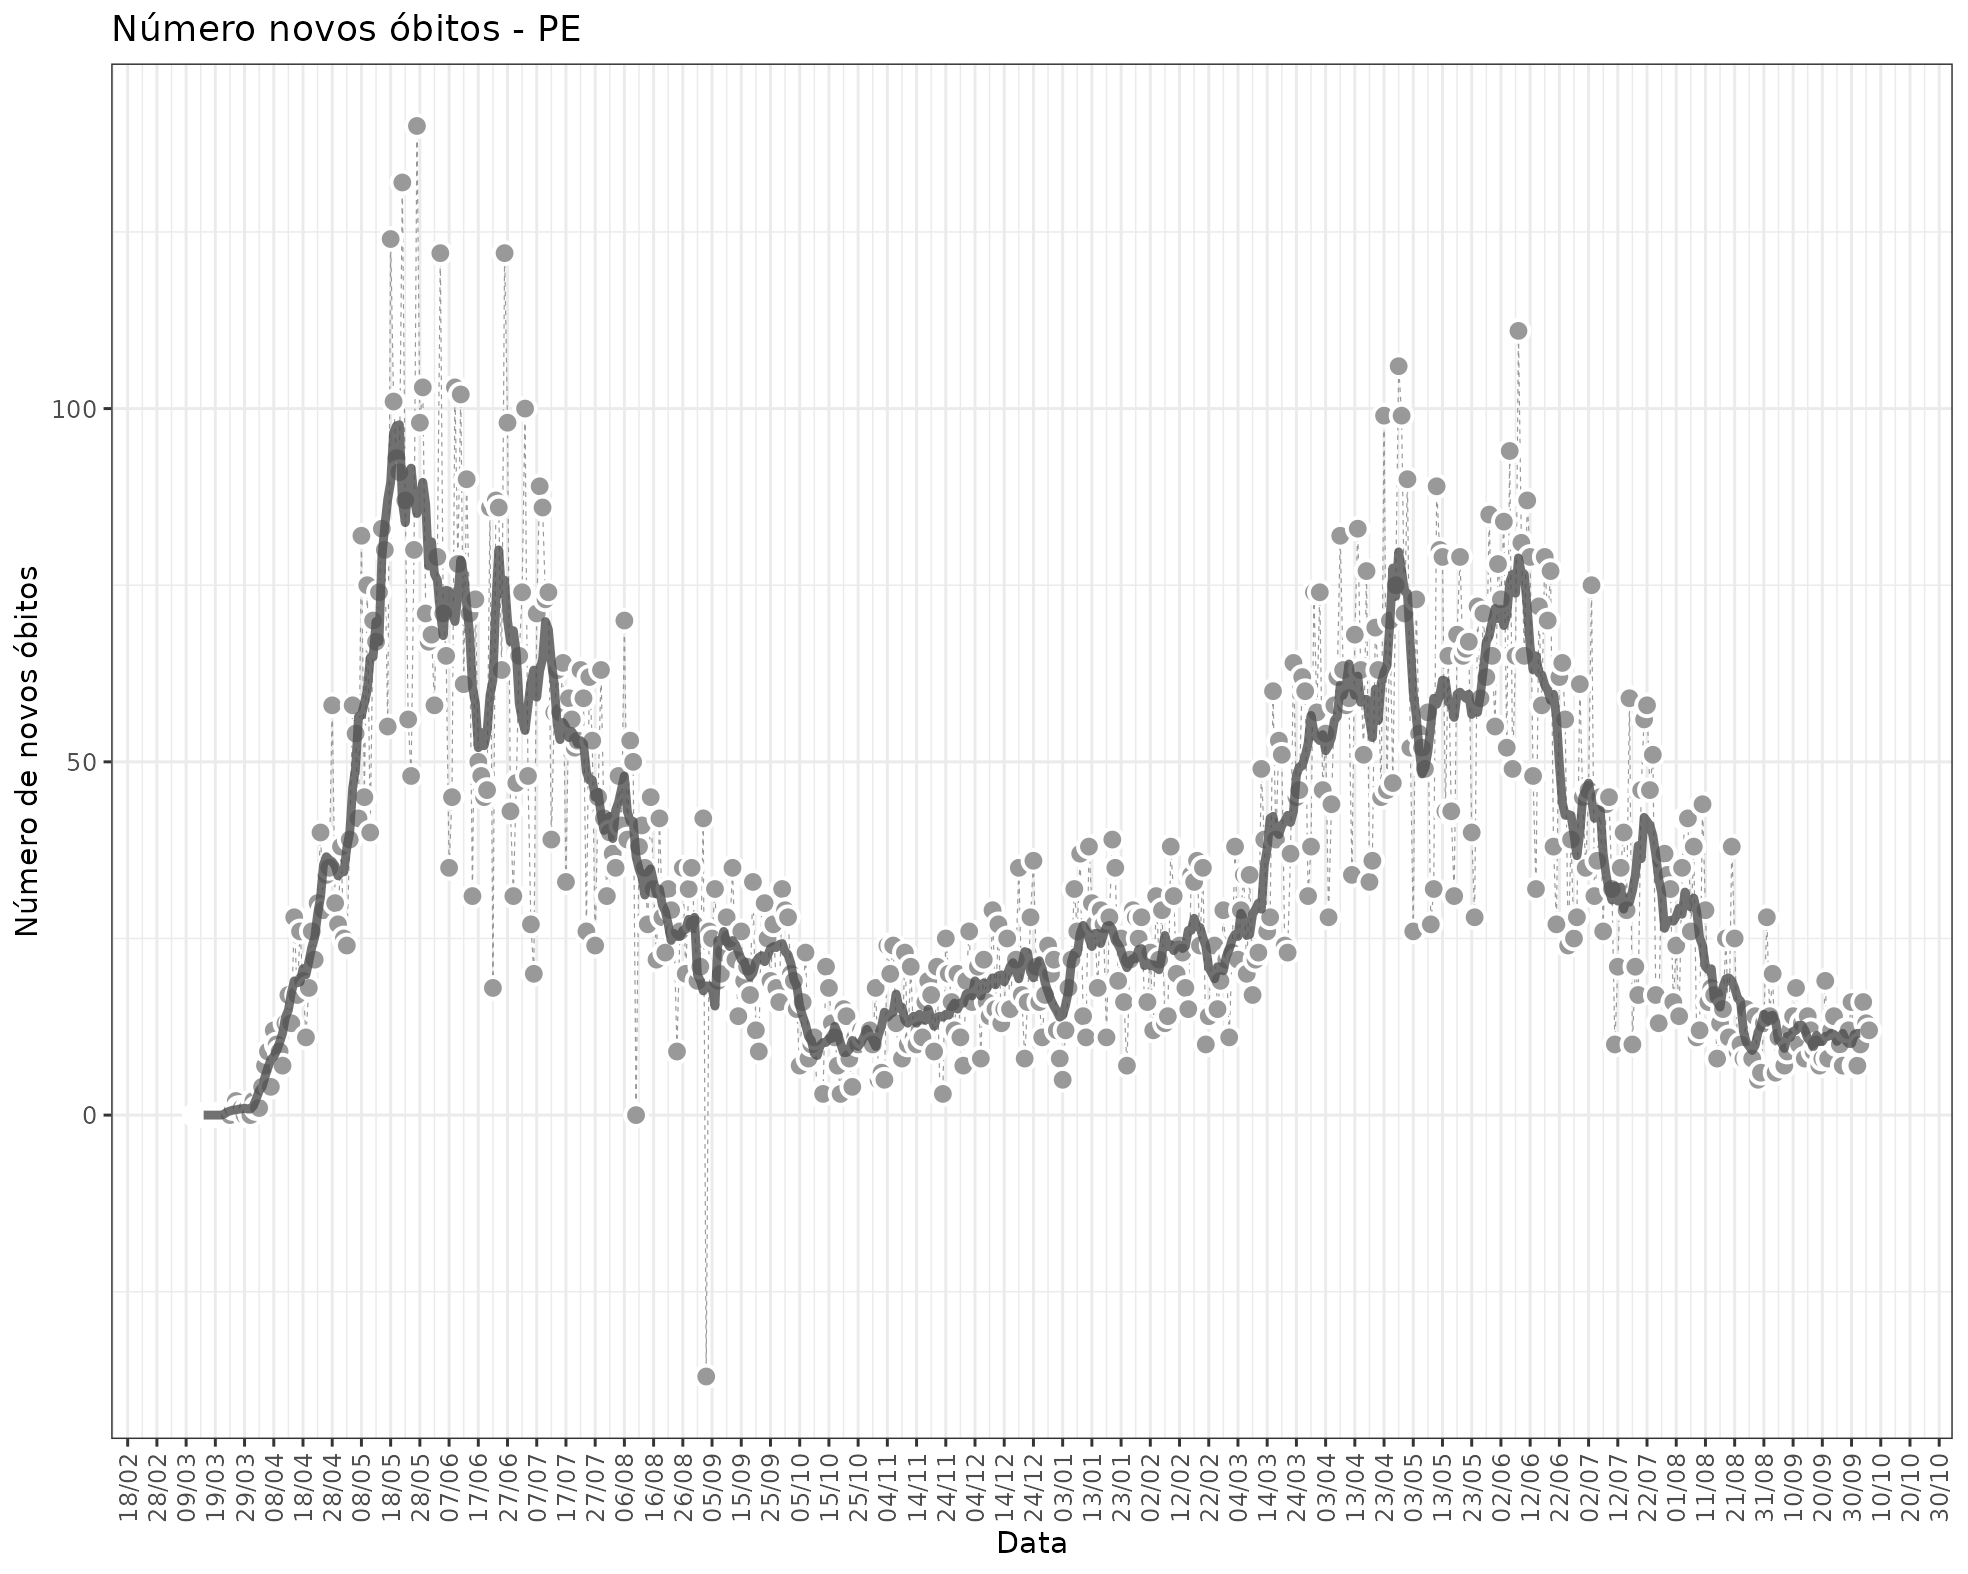 Número novos óbitos - PE
Número de novos óbitos
100
50
0
18/02 28/02 09/03 19/03 29/03 08/04 18/04 28/04 08/05 18/05 28/05 07/06 17/06 27/06 07/07 17/07 27/07 06/08 16/08 26/08 05/09 15/09 25/09 05/10 15/10 25/10 04/11 14/11 24/11 04/12 14/12 24/12 03/01 13/01 23/01 02/02 12/02 22/02 04/03 14/03 24/03 03/04 13/04 23/04 03/05 13/05 23/05 02/06 12/06 22/06 02/07 12/07 22/07 01/08 11/08 21/08 31/08 10/09 20/09 30/09 10/10 20/10 30/10
Data